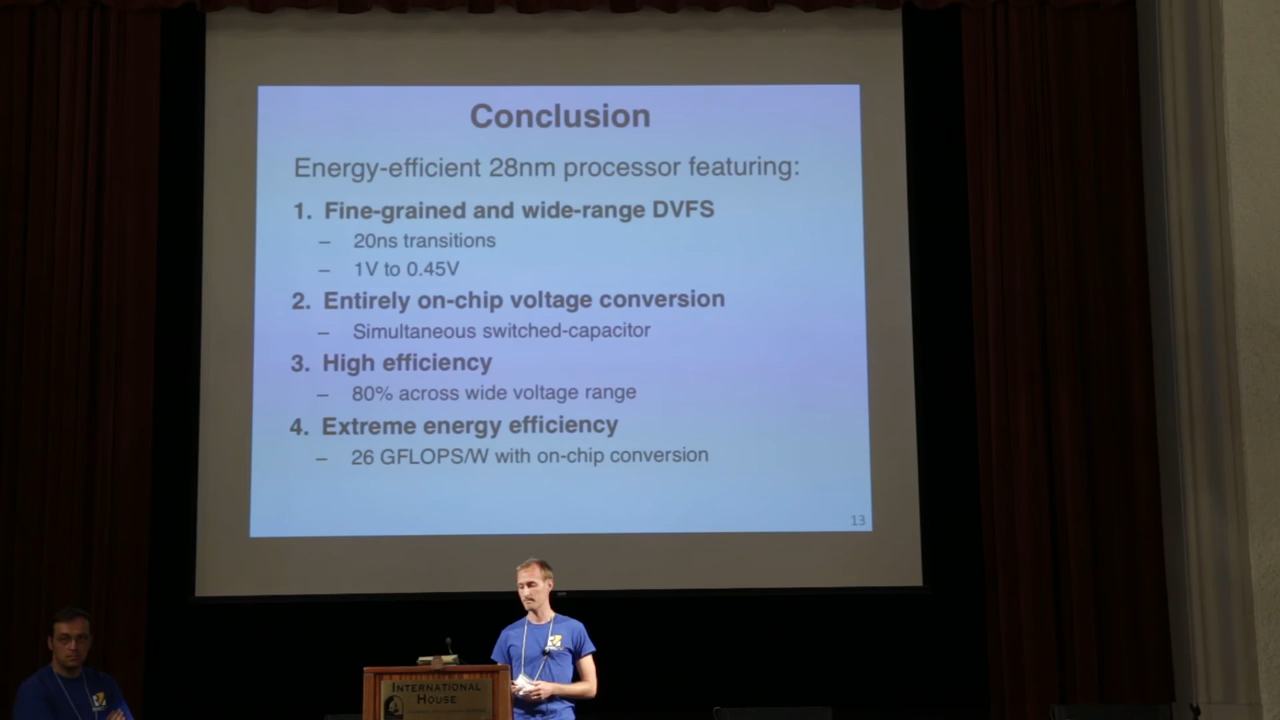 Conclusion
Energy-efficient 28nm processor featuring:
1. Fine-grained and wide-range DVFS
– 20ns transitions
– 1V to 0.45V
2. Entirely on-chip voltage conversion
– Simultaneous switched-capacitor
3. High efficiency
– 80% across wide voltage range
4. Extreme energy efficiency
– 26 GFLOPS/W with on-chip conversion
13
INTERNATIONAL
HOUSE